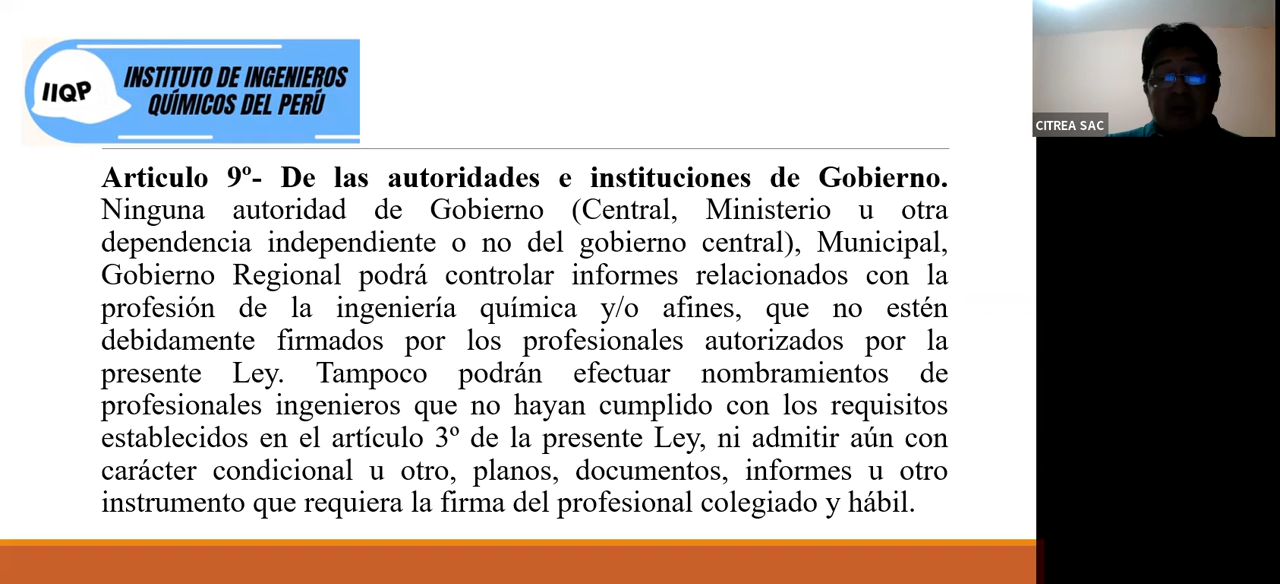 IIQP
INSTITUTO DE INGENIEROS
QUÍMICOS DEL PERÚ
CITREA SAC
Articulo 9º- De las autoridades e instituciones de Gobierno.
Ninguna autoridad de Gobierno (Central, Ministerio u otra
dependencia independiente o no del gobierno central), Municipal,
Gobierno Regional podrá controlar informes relacionados con la
profesión de la ingeniería química y/o afines, que no estén
debidamente firmados por los profesionales autorizados por la
presente Ley. Tampoco podrán efectuar nombramientos de
profesionales ingenieros que no hayan cumplido con los requisitos
establecidos en el artículo 3º de la presente Ley, ni admitir aún con
carácter condicional u otro, planos, documentos, informes u otro
instrumento que requiera la firma del profesional colegiado y hábil.